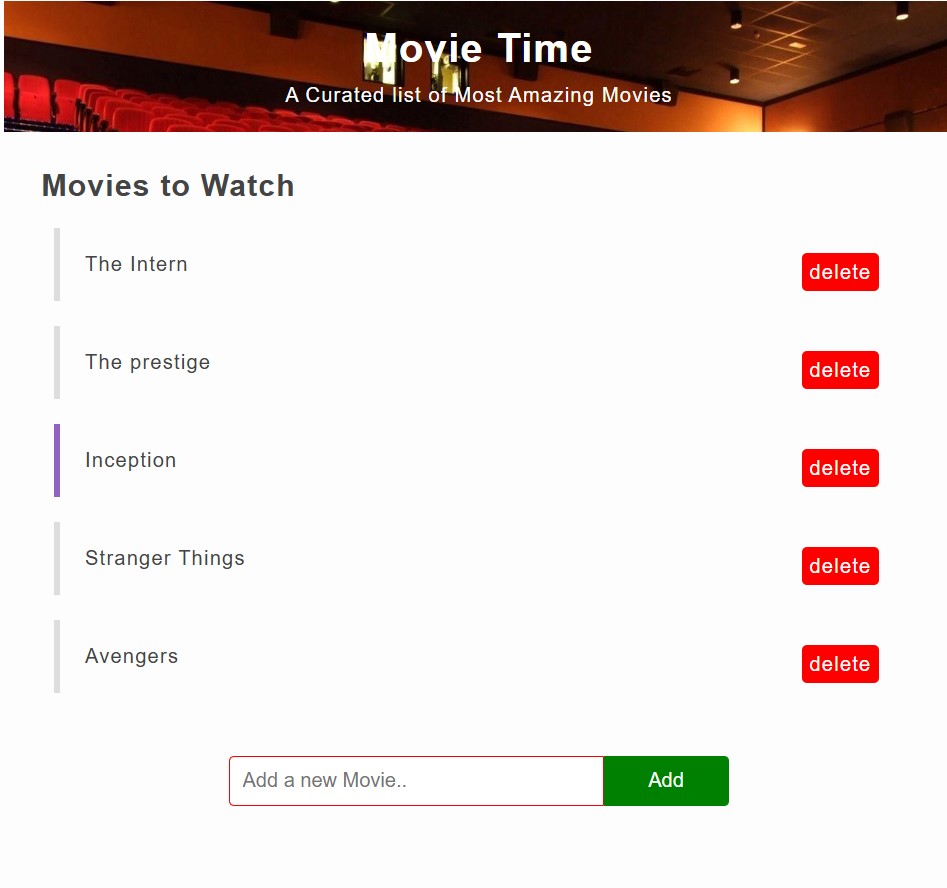 Movie Time
A Curated list of Most Amazing Movies
Movies to Watch
The Intern
delete
The prestige
delete
Inception
delete
Stranger Things
delete
Avengers
delete
Add a new Movie..
Add